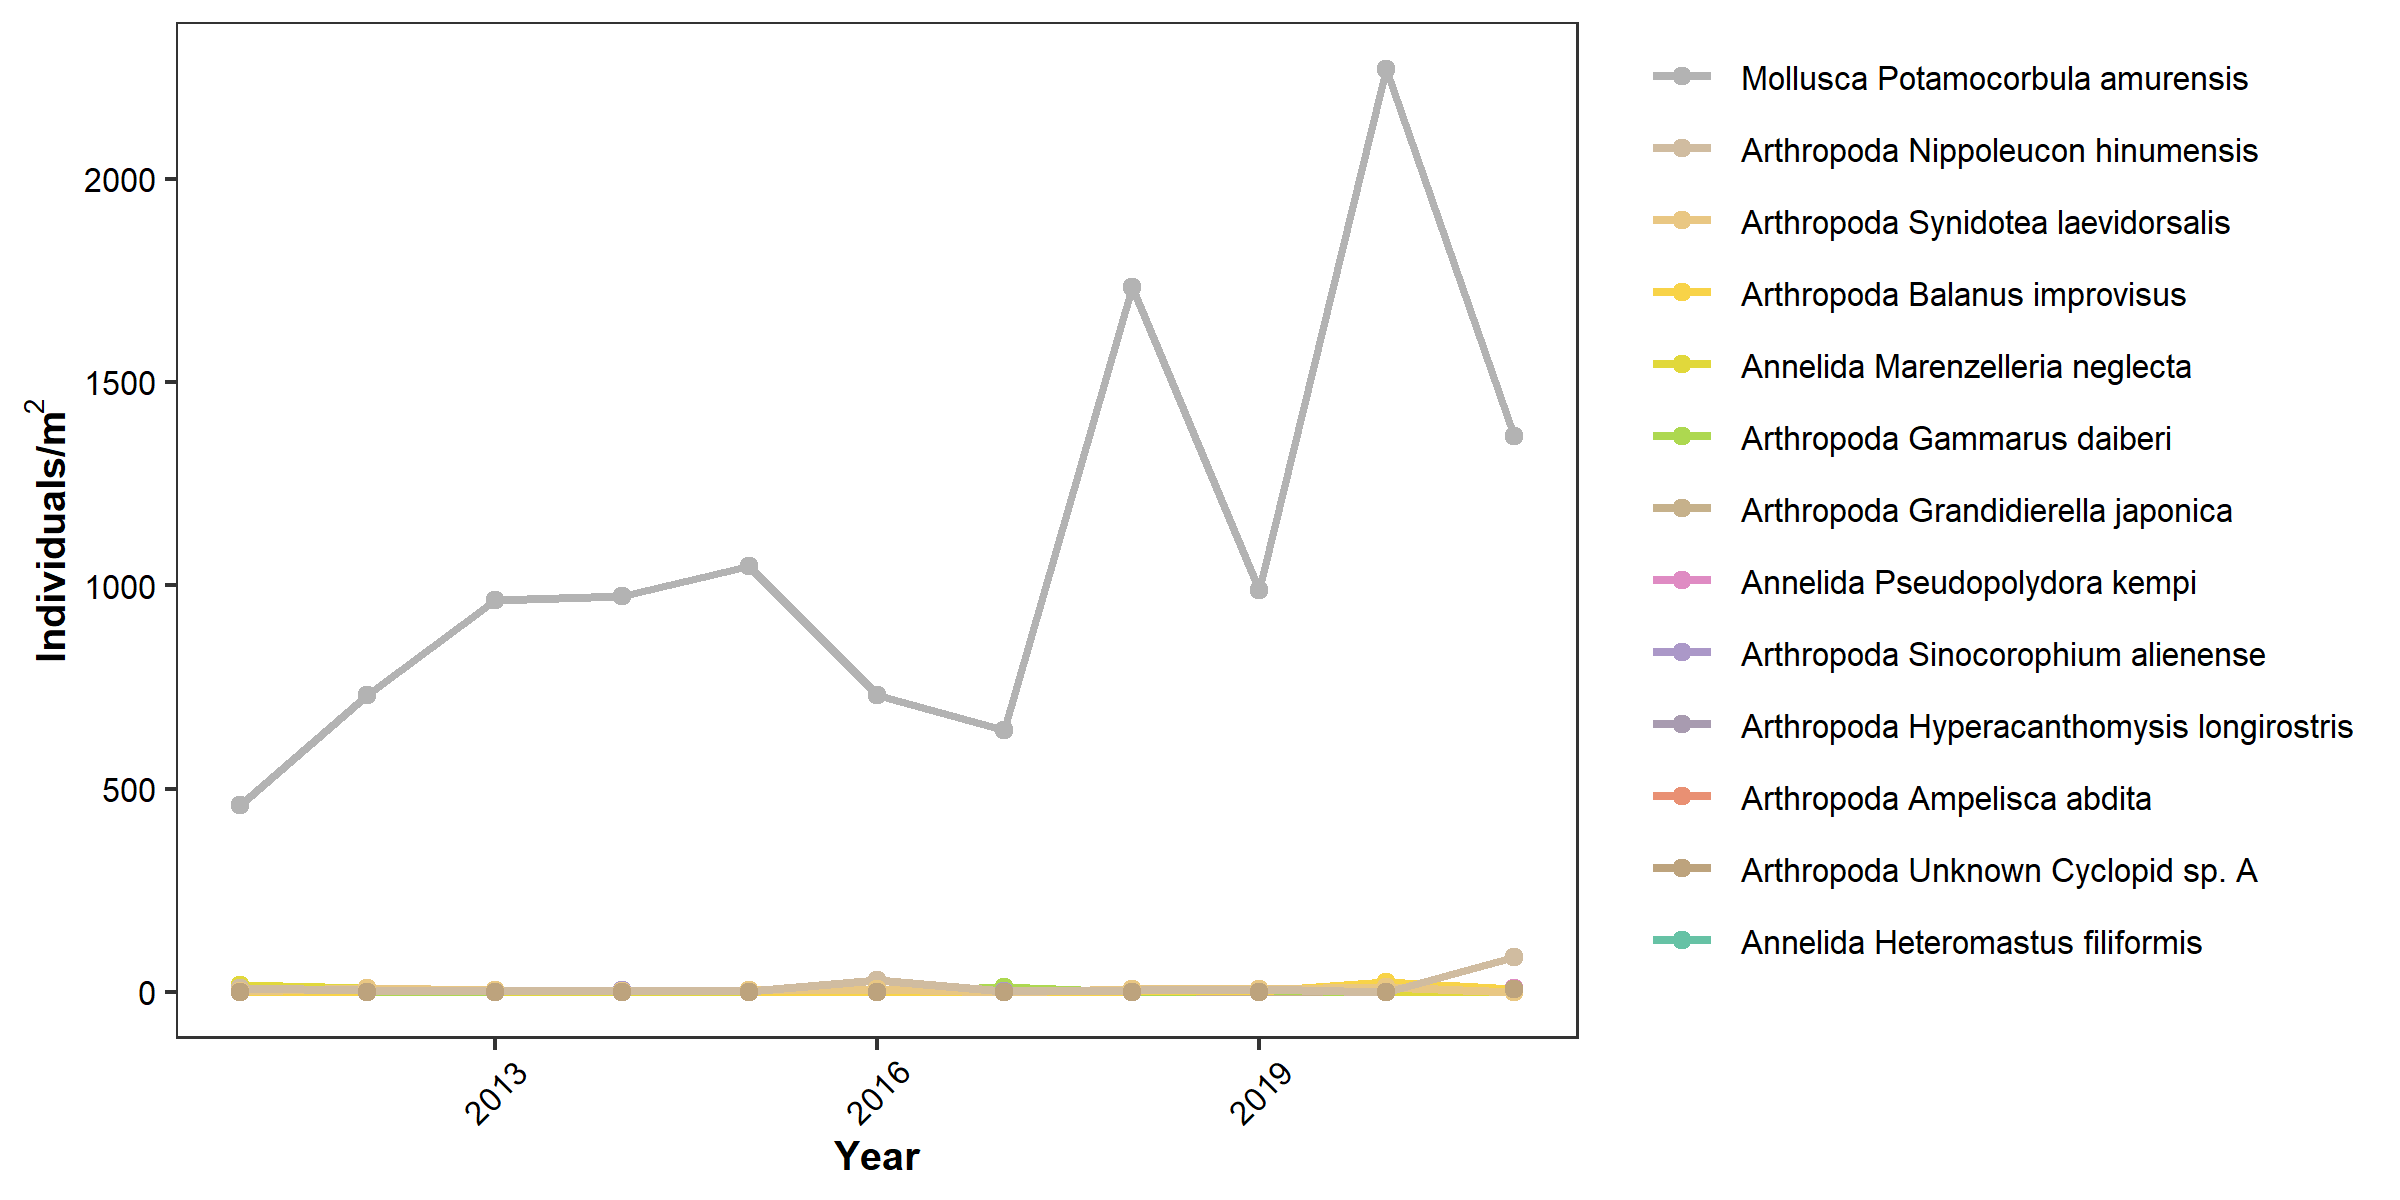 2000
1500
1000
500
0
Individuals/m²
2013
2016
2019
Year
Mollusca Potamocorbula amurensis
Arthropoda Nippoleucon hinumensis
Arthropoda Synidotea laevidorsalis
Arthropoda Balanus improvisus
Annelida Marenzelleria neglecta
Arthropoda Gammarus daiberi
Arthropoda Grandidierella japonica
Annelida Pseudopolydora kempi
Arthropoda Sinocorophium alienense
Arthropoda Hyperacanthomysis longirostris
Arthropoda Ampelisca abdita
Arthropoda Unknown Cyclopid sp. A
Annelida Heteromastus filiformis